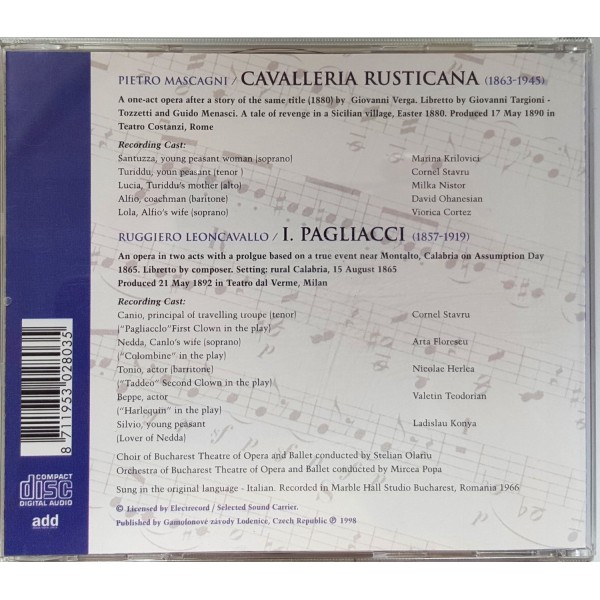 PIETRO MASCAGNI / CAVALLERIA RUSTICANA (1863-1945)
A one-act opera after a story of the same title (1880) by Giovanni Verga. Libretto by Giovanni Targioni -
Tozzetti and Guido Menasci. A tale of revenge in a Sicilian village, Easter 1880. Produced 17 May 1890 in
Teatro Costanzi, Rome
Recording Cast:
Santuzza, young peasant woman (soprano) Marina Krilovici
Turiddu, youn peasant (tenor ) Cornel Stavru
Lucia, Turiddu's mother (alto) Milka Nistor
Alfio, coachman (baritone) David Ohanesian
Lola, Alfio's wife (soprano) Viorica Cortez
RUGGIERO LEONCAVALLO / I. PAGLIACCI (1857-1919)
An opera in two acts with a prolgue based on a true event near Montalto, Calabria on Assumption Day
1865. Libretto by composer. Setting: rural Calabria, 15 August 1865
Produced 21 May 1892 in Teatro dal Verme, Milan
Recording Cast:
Canio, principal of travelling troupe (tenor) Cornel Stavru
("Pagliacclo"First Clown in the play)
Nedda, Canlo's wife (soprano) Arta Florescu
("Colombine" in the play)
Tonio, actor (barritone) Nicolae Herlea
("Taddeo" Second Clown in the play)
Beppe, actor Valetin Teodorian
("Harlequin" in the play)
Silvio, young peasant Ladislau Konya
(Lover of Nedda)
Choir of Bucharest Theatre of Opera and Ballet conducted by Stelian Olariu
Orchestra of Bucharest Theatre of Opera and Ballet conducted by Mircea Popa
Sung in the original language - Italian. Recorded in Marble Hall Studio Bucharest, Romania 1966
© Licensed by Electrecord / Selected Sound Carrier.
Published by Gamolonové závody Lodenice, Czech Republic ℗ 1998
8 711953 028035
COMPACT
disc
DIGITAL AUDIO
add